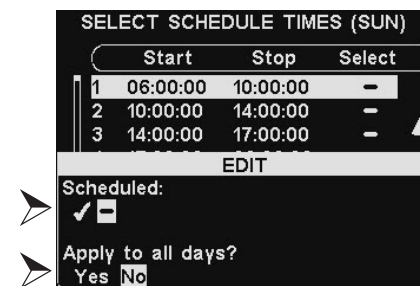 SELECT SCHEDULE TIMES (SUN)
Start Stop Select
1 06:00:00 10:00:00 –
2 10:00:00 14:00:00 –
3 14:00:00 17:00:00 –
EDIT
Scheduled:
✓ –
Apply to all days?
Yes No